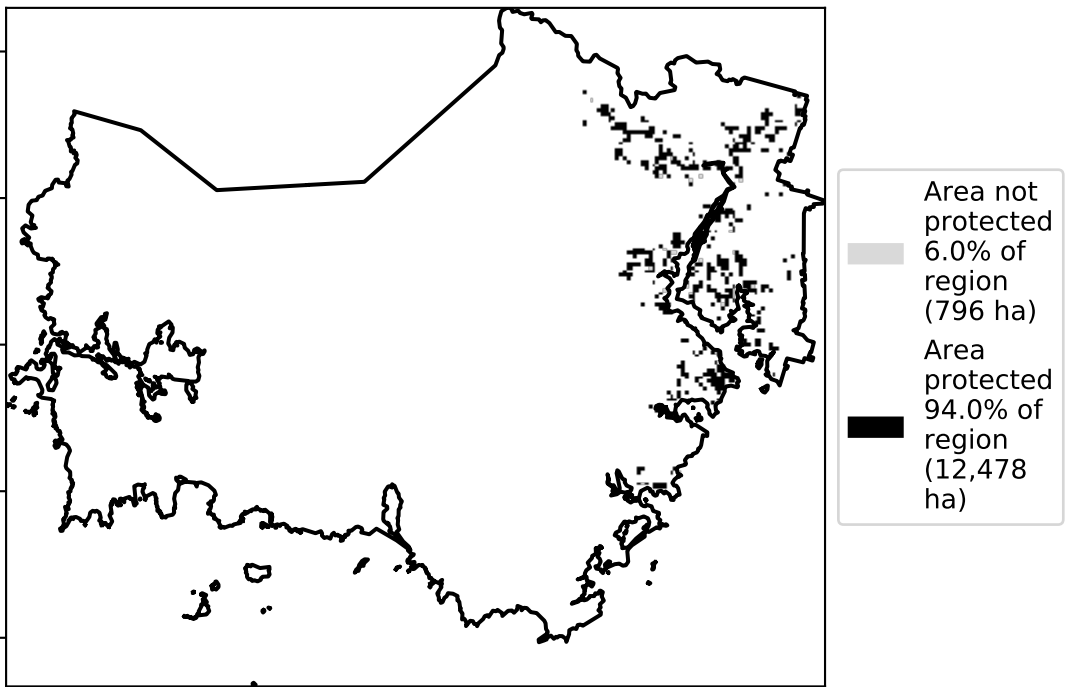 Area not
protected
6.0% of
region
(796 ha)
Area
protected
94.0% of
region
(12,478
ha)